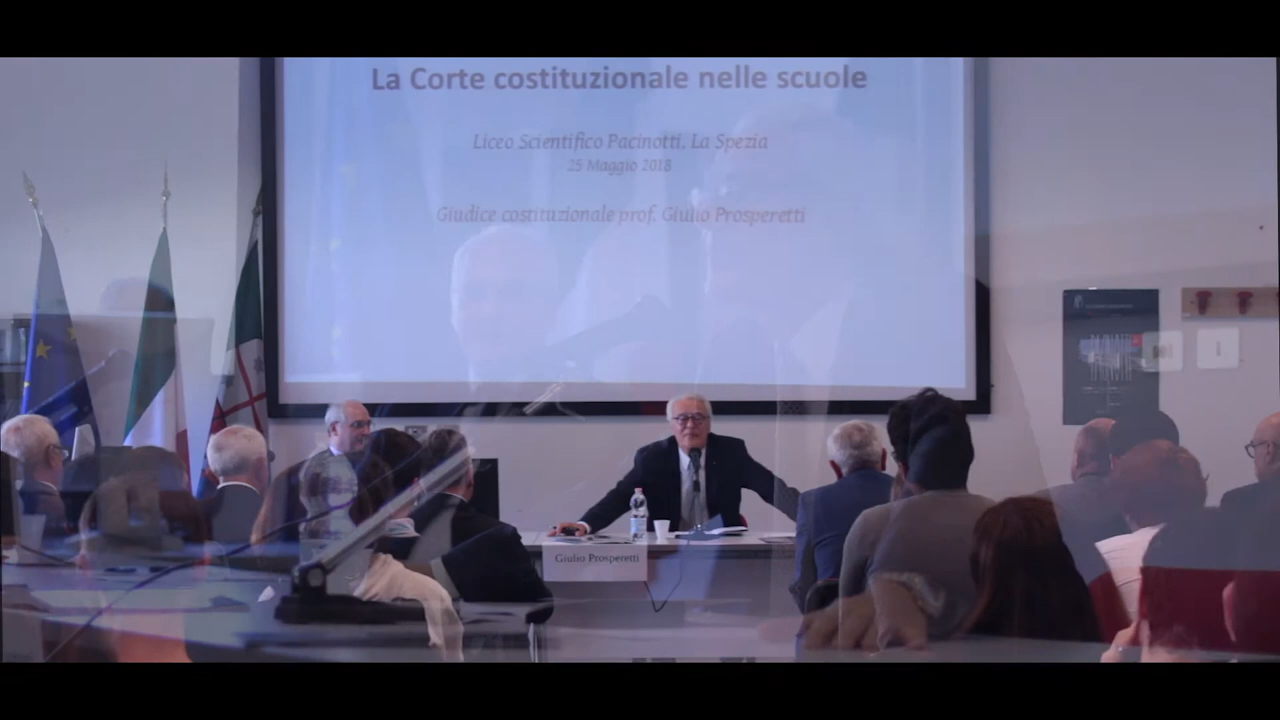 La Corte costituzionale nelle scuole
Liceo Scientifico Pacinotti, La Spezia
25 Maggio 2018
Giudice costituzionale prof. Giulio Prosperetti
Giulio Prosperetti